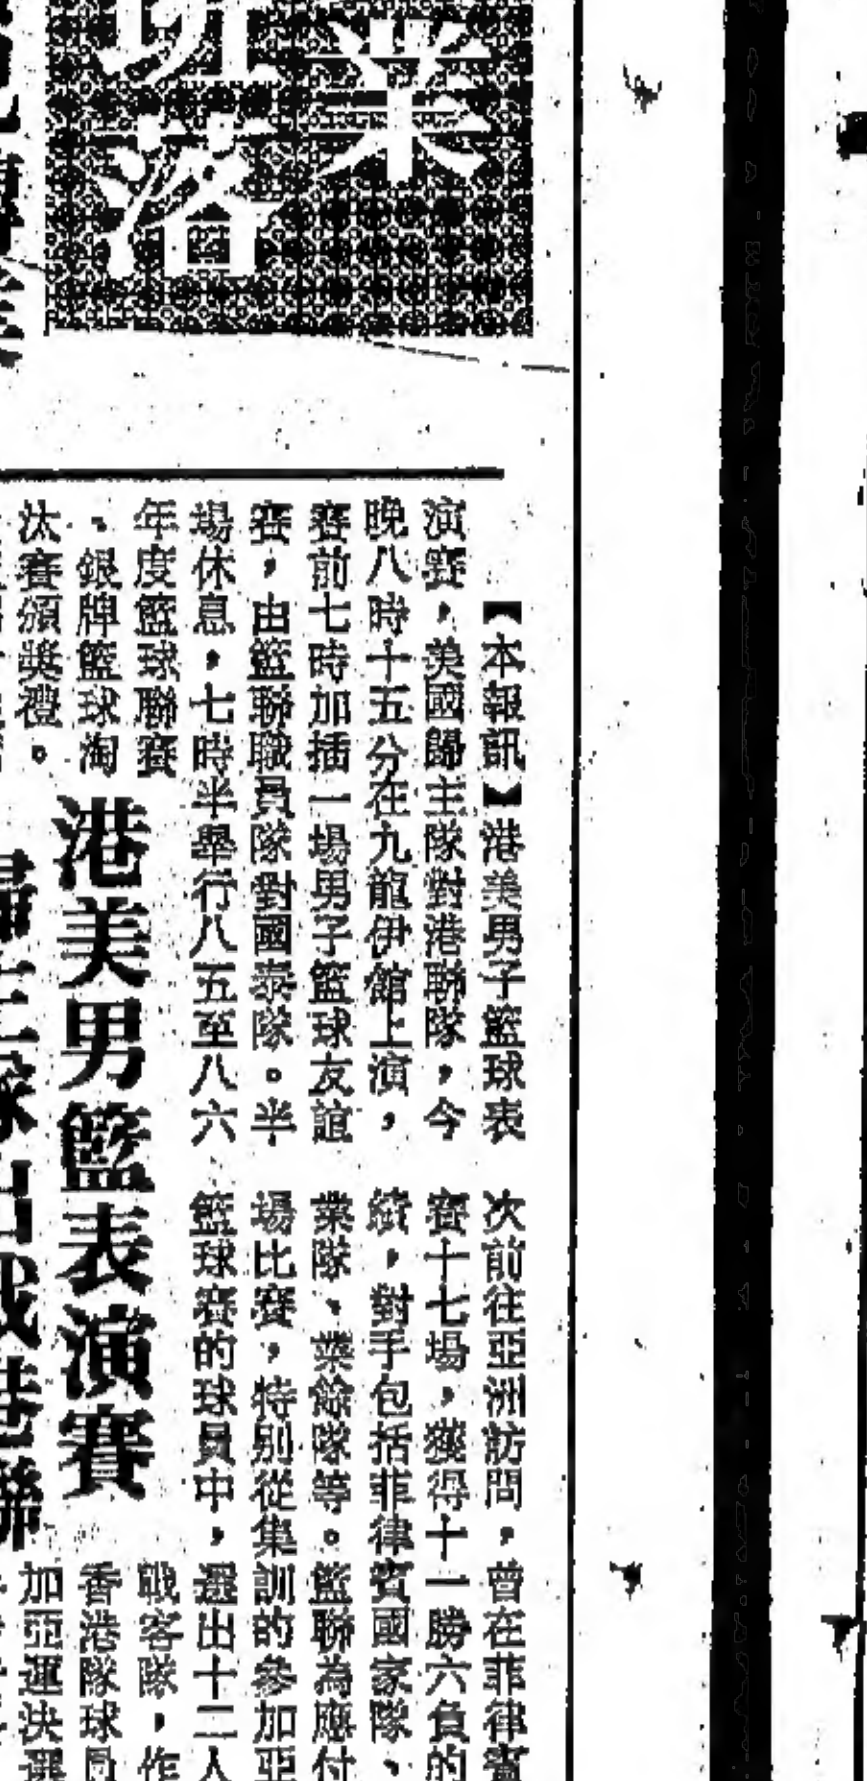 業
班
落
港美男籃表演賽
【本報訊】港美男子籃球表
演賽，美國歸主隊對港聯隊，今
晚八時十五分在九龍伊館上演，
賽前七時加插一場男子籃球友誼
賽，由籃聯職員隊對國泰隊。半
場休息，七時半舉行八五至八六
年度籃球聯賽
、銀牌籃球淘
汰賽頒獎禮。
次前往亞洲訪問，曾在菲律賓
賽十七場，獲得十一勝六負的
績，對手包括菲律賓國家隊、
業隊、業餘隊等。籃聯為應付
場比賽，特別從集訓的參加亞
籃球賽的球員中，選出十二人
戰客隊，作
香港隊球員
加亞運決選